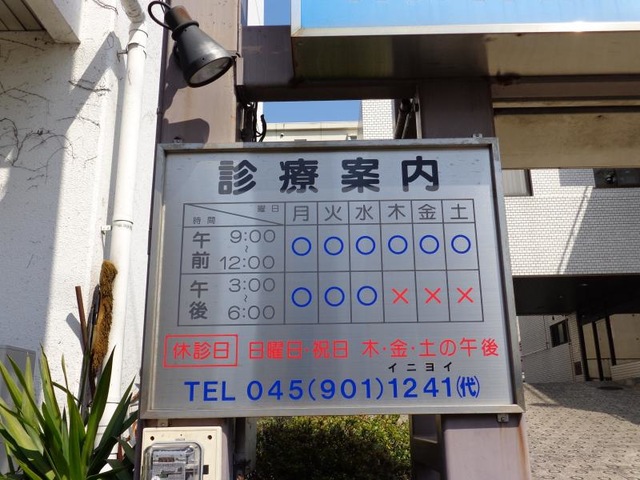 診療案内
曜日 時間 月 火 水 木 金 土
午前 9:00～12:00 ○ ○ ○ ○ ○ ○
午後 3:00～6:00 ○ ○ ○ × × ×
休診日 日曜日・祝日 木・金・土の午後
イニヨイ
TEL 045(901)1241(代)